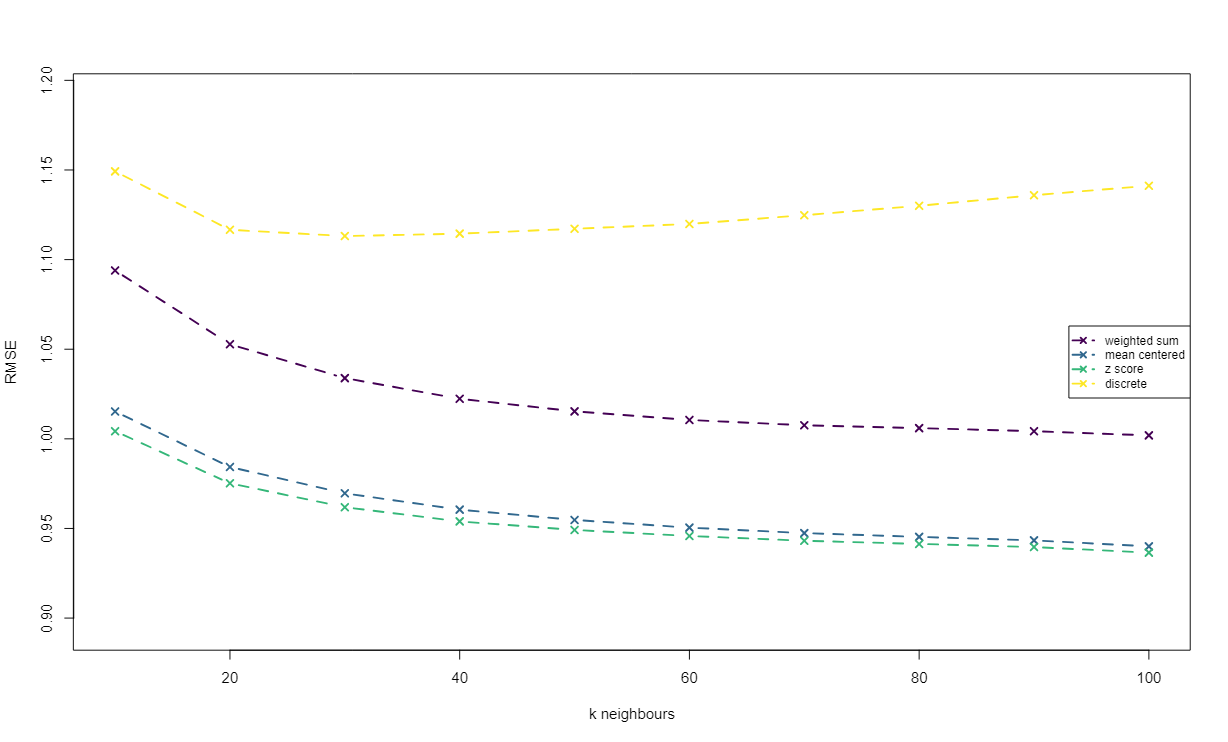 1.20
1.15
1.10
1.05
1.00
0.95
0.90
RMSE
weighted sum
mean centered
z score
discrete
20 40 60 80 100
k neighbours